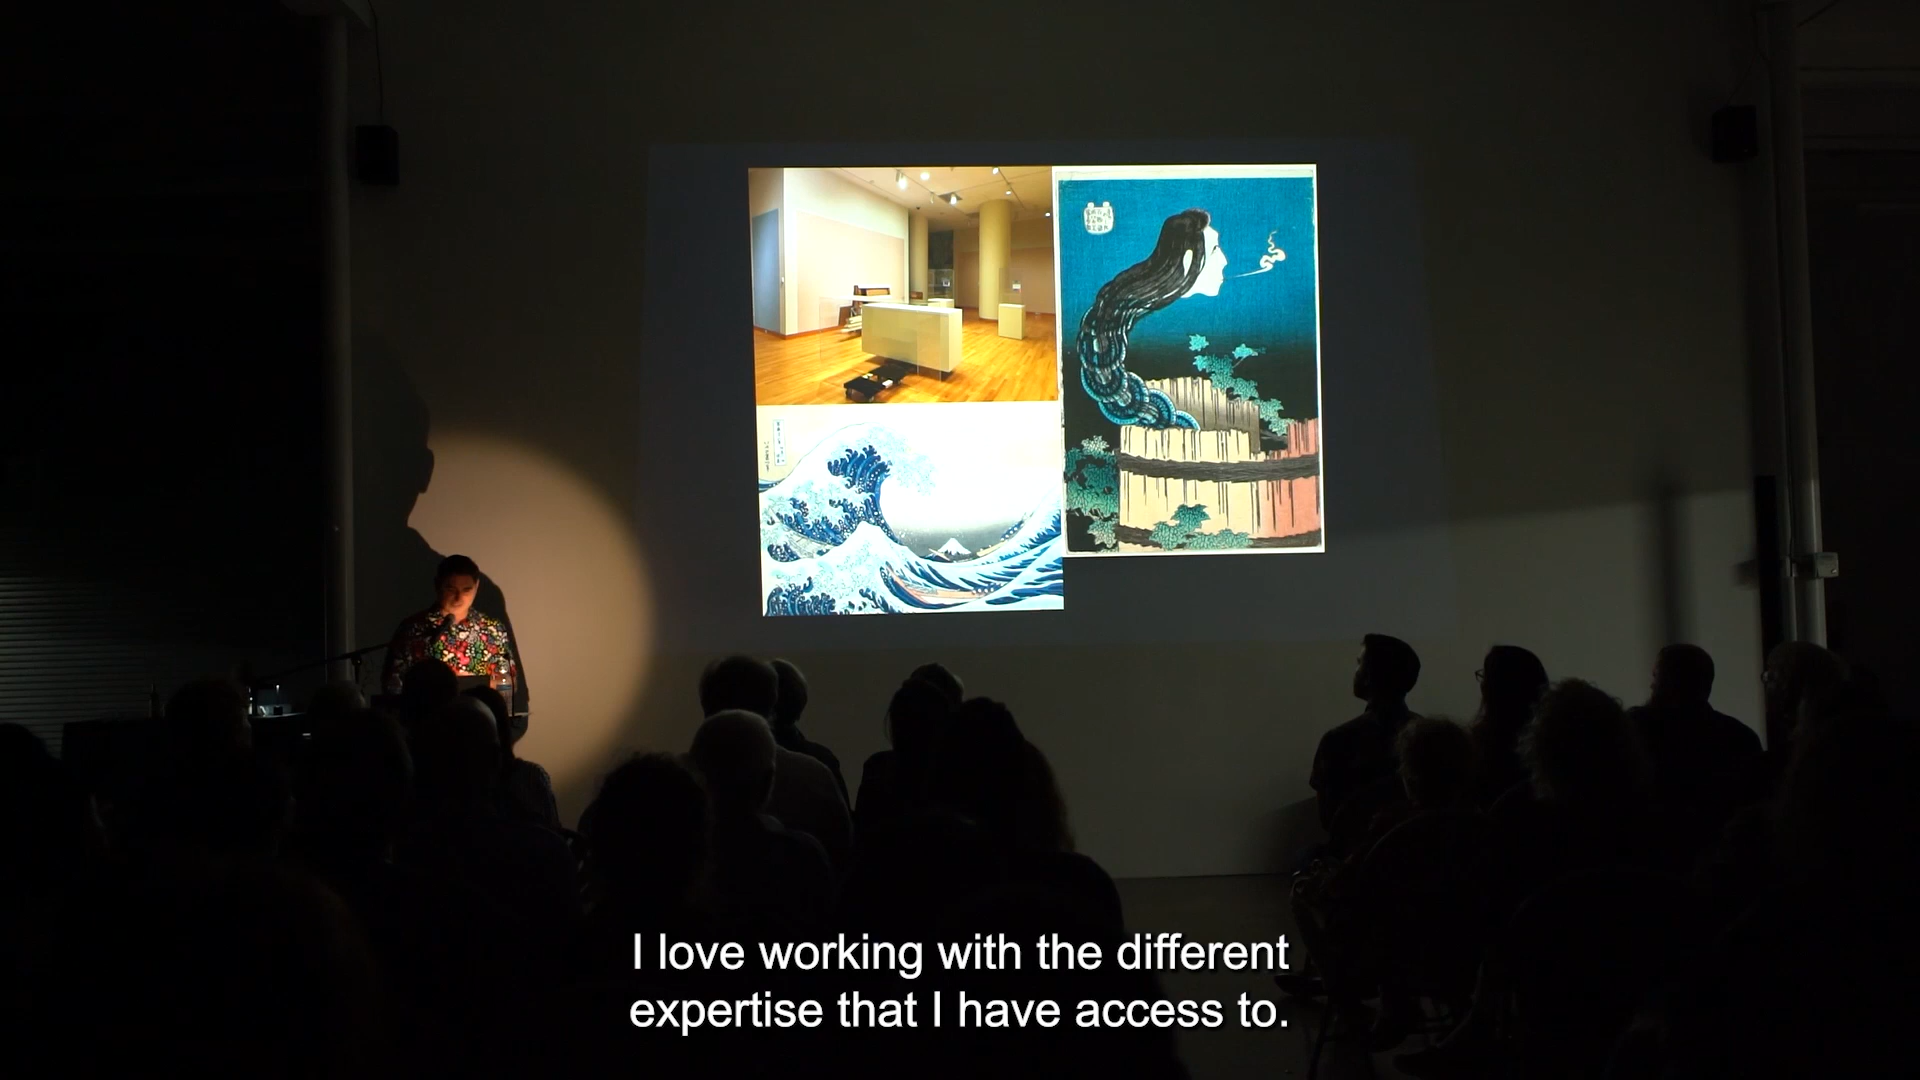 I love working with the different
expertise that I have access to.